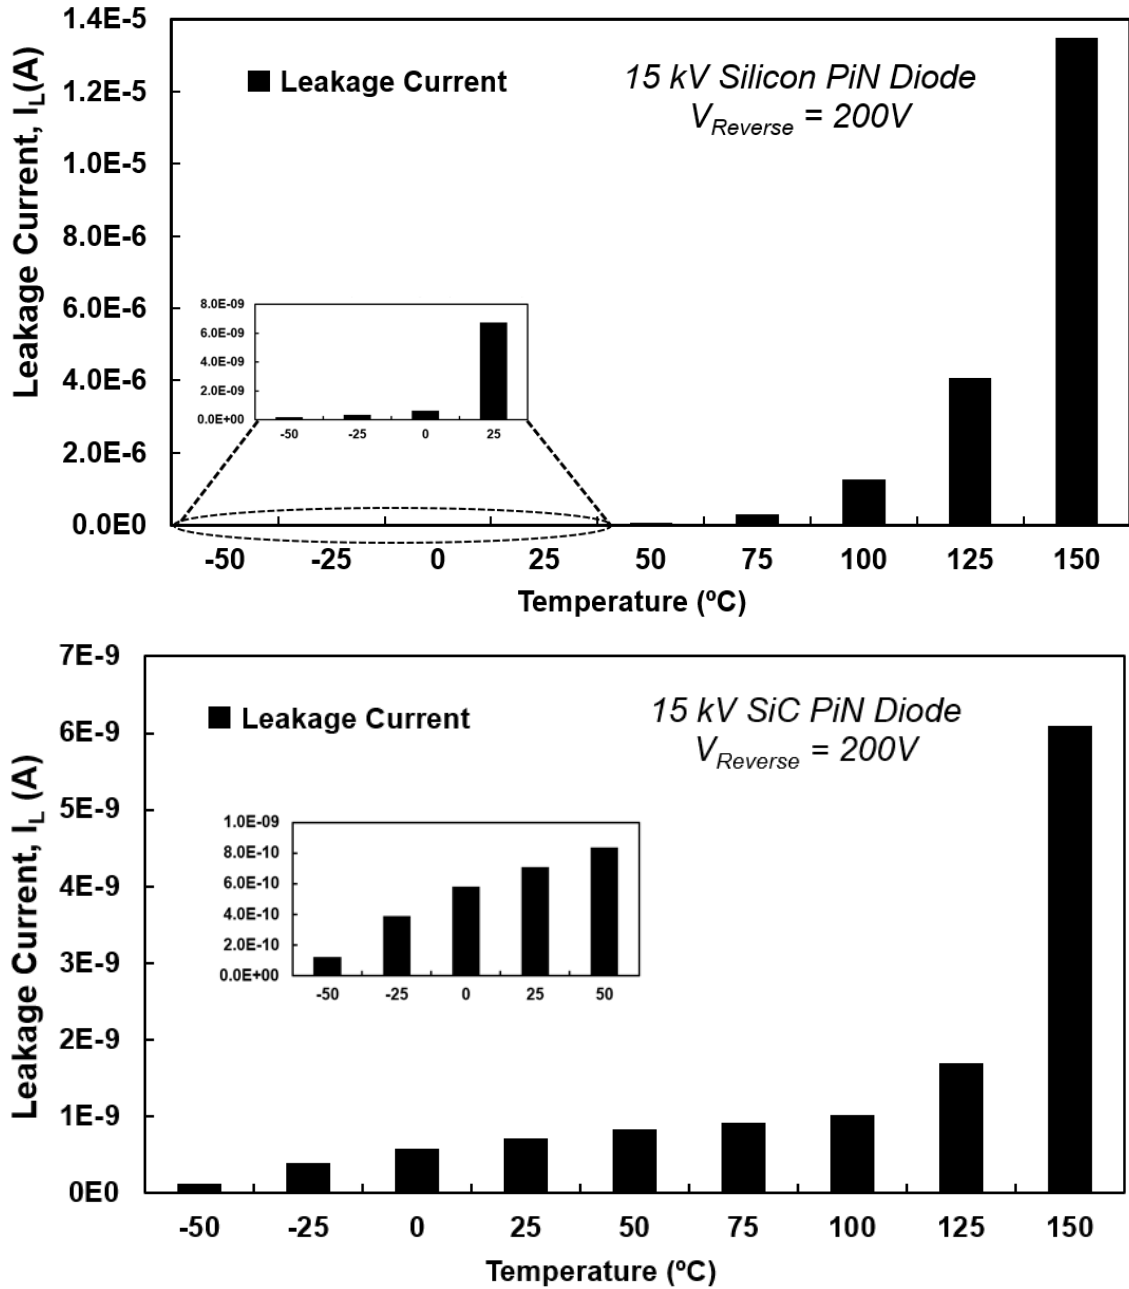 Leakage Current, I_L(A)
1.4E-5
1.2E-5
1.0E-5
8.0E-6
6.0E-6
4.0E-6
2.0E-6
0.0E0
Leakage Current
15 kV Silicon PiN Diode
V_Reverse = 200V
8.0E-09
6.0E-09
4.0E-09
2.0E-09
0.0E+00
-50 -25 0 25
-50 -25 0 25 50 75 100 125 150
Temperature (ºC)
Leakage Current, I_L (A)
7E-9
6E-9
5E-9
4E-9
3E-9
2E-9
1E-9
0E0
Leakage Current
15 kV SiC PiN Diode
V_Reverse = 200V
1.0E-09
8.0E-10
6.0E-10
4.0E-10
2.0E-10
0.0E+00
-50 -25 0 25 50
-50 -25 0 25 50 75 100 125 150
Temperature (ºC)